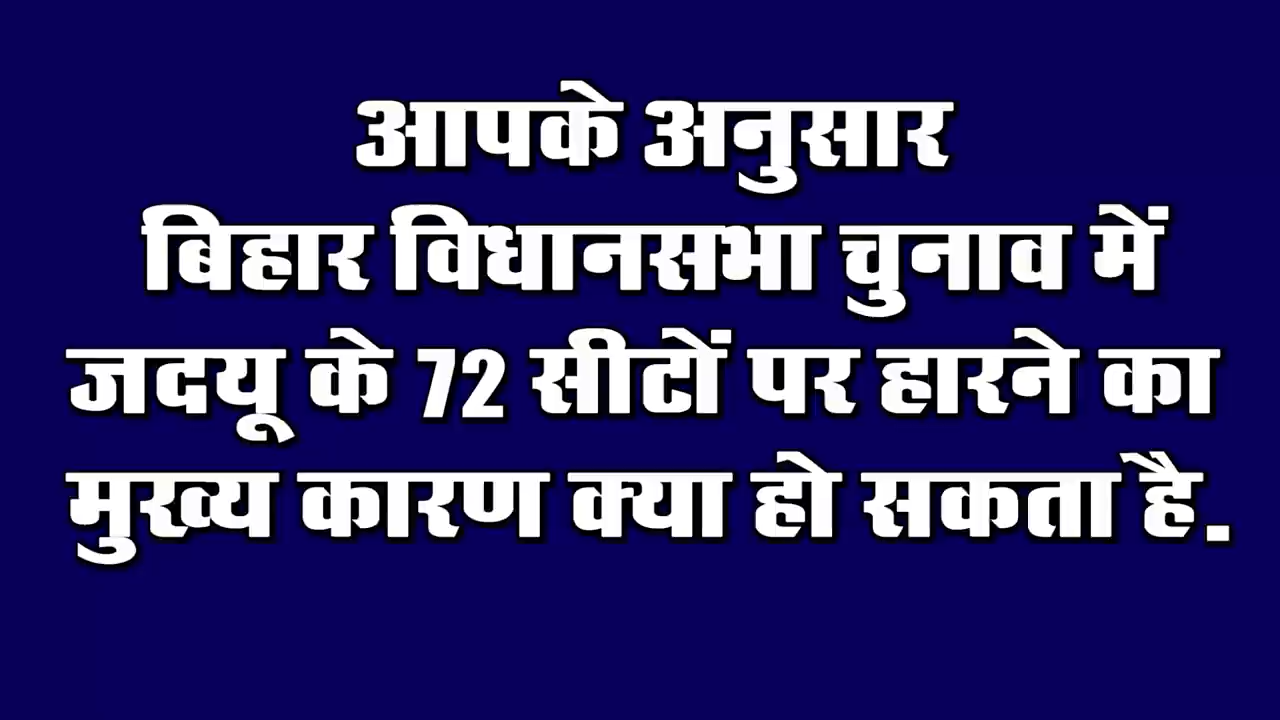 आपके अनुसार
बिहार विधानसभा चुनाव में
जदयू के 72 सीटों पर हारने का
मुख्य कारण क्या हो सकता है.